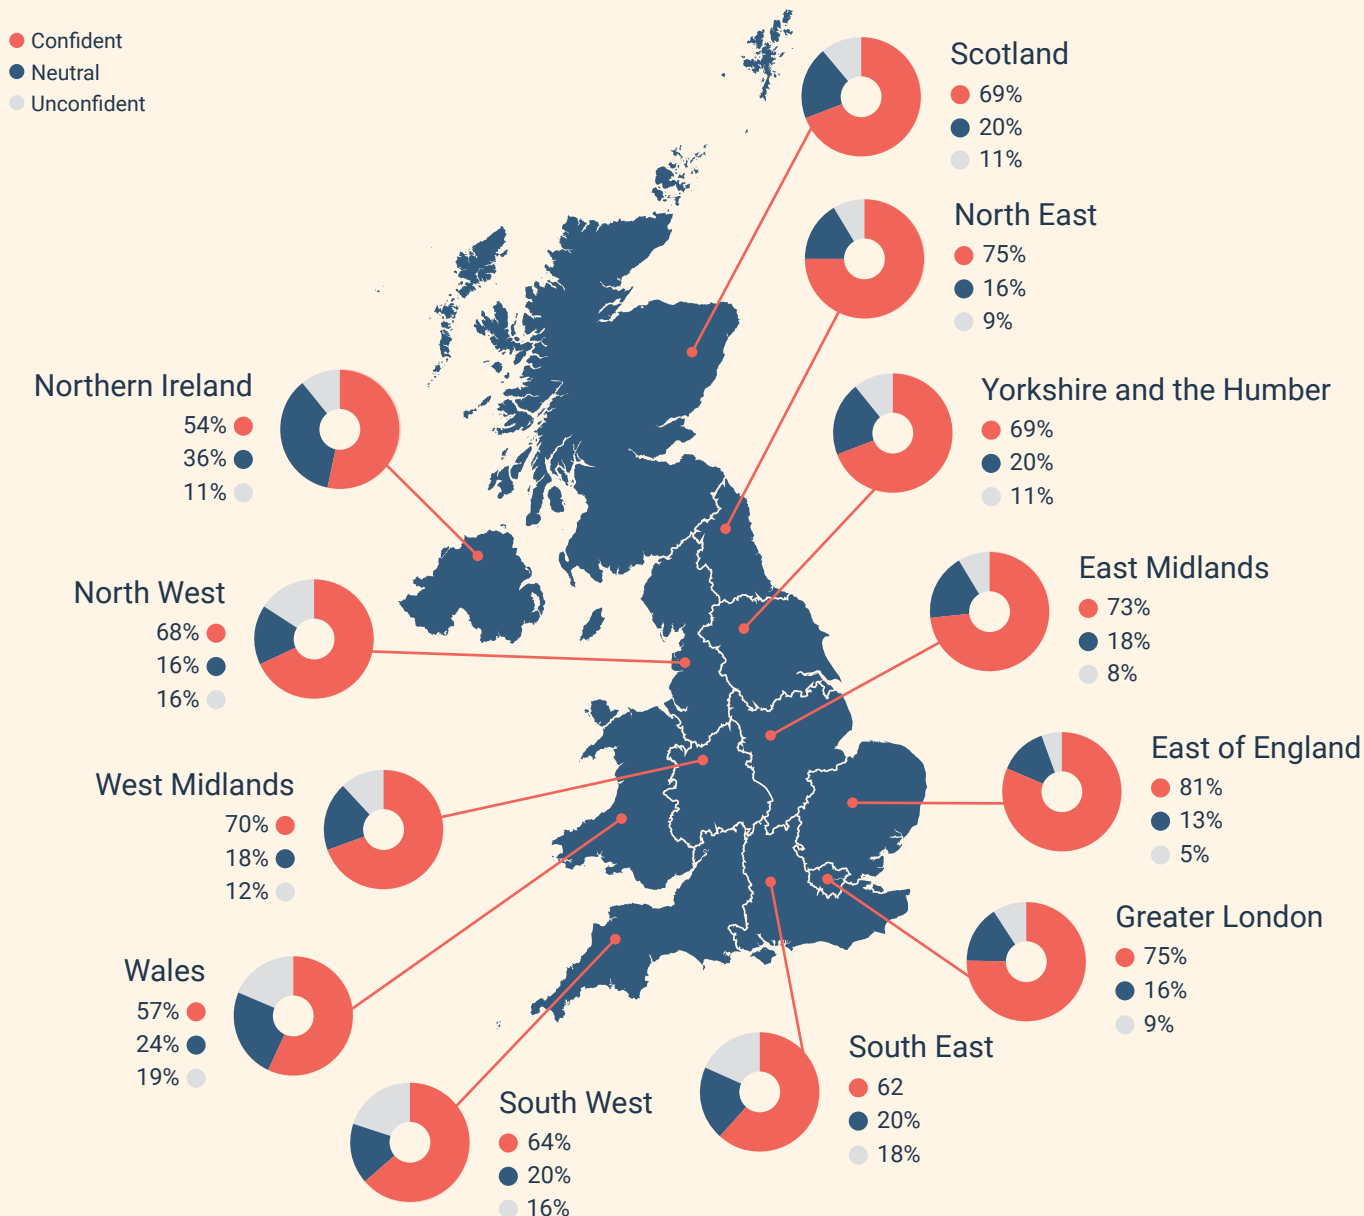 Confident
Neutral
Unconfident
Scotland
69%
20%
11%
North East
75%
16%
9%
Northern Ireland
54%
36%
11%
Yorkshire and the Humber
69%
20%
11%
North West
68%
16%
16%
East Midlands
73%
18%
8%
West Midlands
70%
18%
12%
East of England
81%
13%
5%
Wales
57%
24%
19%
Greater London
75%
16%
9%
South West
64%
20%
16%
South East
62
20%
18%